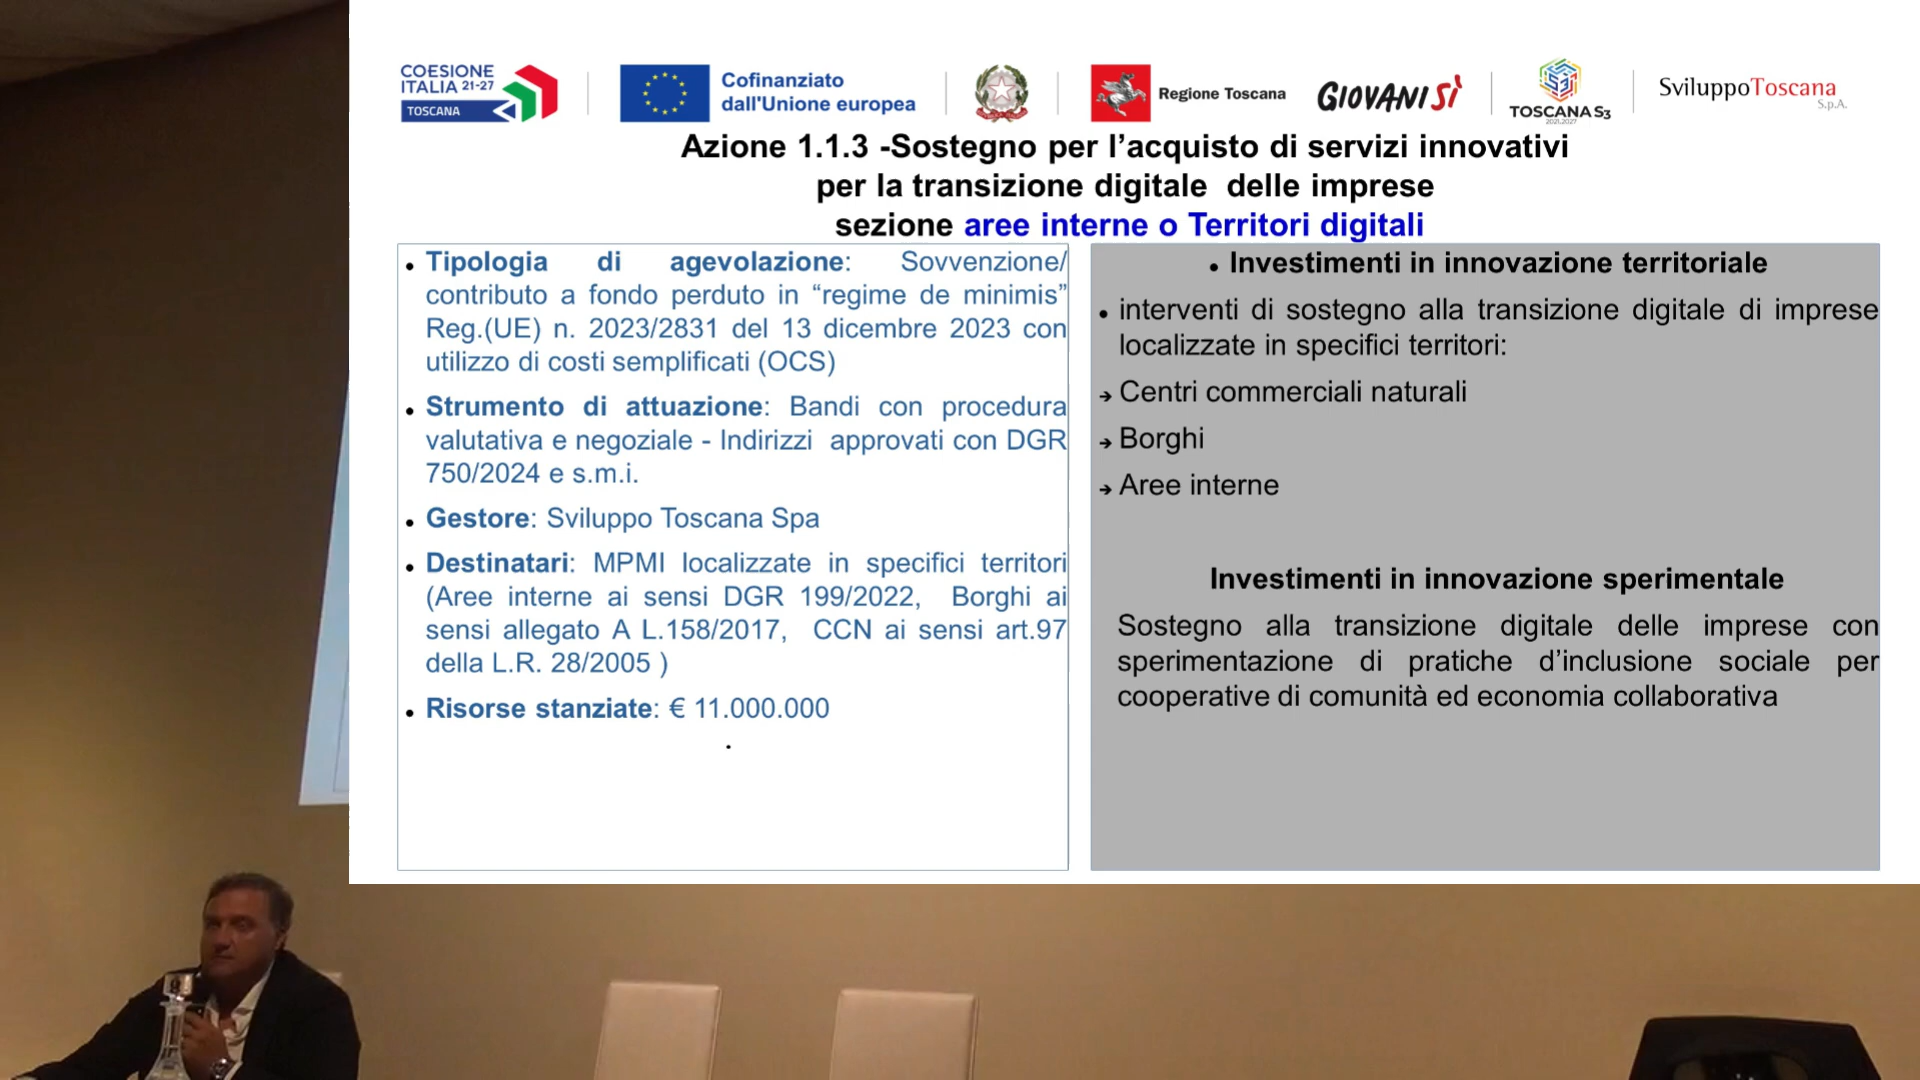 COESIONE
ITALIA 21-27
TOSCANA
Cofinanziato
dall'Unione europea
Regione Toscana
GIOVANISÌ
TOSCANA S3
2021.2027
SviluppoToscana
S.p.A.
Azione 1.1.3 -Sostegno per l’acquisto di servizi innovativi
per la transizione digitale delle imprese
sezione aree interne o Territori digitali
• Tipologia di agevolazione: Sovvenzione/
contributo a fondo perduto in “regime de minimis”
Reg.(UE) n. 2023/2831 del 13 dicembre 2023 con
utilizzo di costi semplificati (OCS)
• Strumento di attuazione: Bandi con procedura
valutativa e negoziale - Indirizzi approvati con DGR
750/2024 e s.m.i.
• Gestore: Sviluppo Toscana Spa
• Destinatari: MPMI localizzate in specifici territori
(Aree interne ai sensi DGR 199/2022, Borghi ai
sensi allegato A L.158/2017, CCN ai sensi art.97
della L.R. 28/2005 )
• Risorse stanziate: € 11.000.000
.
• Investimenti in innovazione territoriale
• interventi di sostegno alla transizione digitale di imprese
localizzate in specifici territori:
➔ Centri commerciali naturali
➔ Borghi
➔ Aree interne
Investimenti in innovazione sperimentale
Sostegno alla transizione digitale delle imprese con
sperimentazione di pratiche d’inclusione sociale per
cooperative di comunità ed economia collaborativa